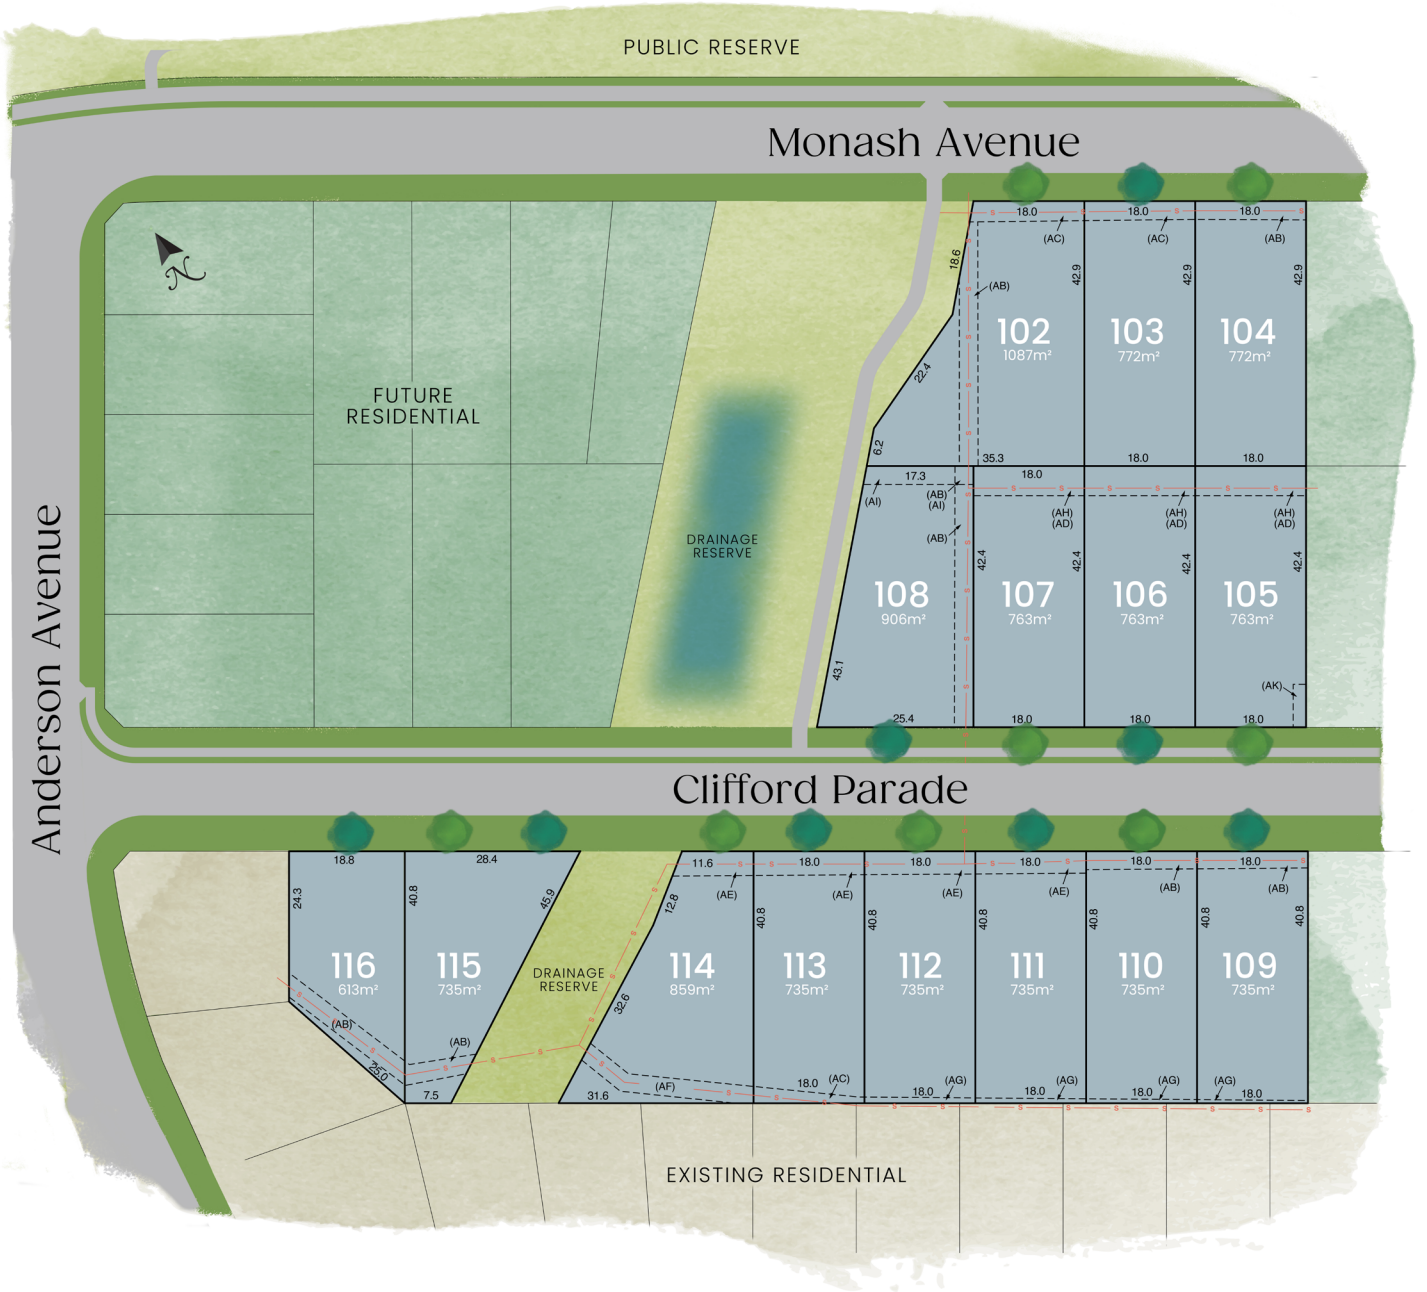 PUBLIC RESERVE
Monash Avenue
N
18.0
18.0
18.0
(AC)
(AC)
(AB)
18.6
42.9
42.9
42.9
(AB)
102
1087m²
103
772m²
104
772m²
22.4
FUTURE
RESIDENTIAL
6.2
35.3
18.0
18.0
17.3
18.0
(AI)
(AB)
(AI)
(AH)
(AD)
(AH)
(AD)
(AH)
(AD)
(AB)
DRAINAGE
RESERVE
42.4
42.4
42.4
42.4
108
906m²
107
763m²
106
763m²
105
763m²
43.1
(AK)
25.4
18.0
18.0
18.0
Anderson Avenue
Clifford Parade
18.8
28.4
11.6
18.0
18.0
18.0
18.0
18.0
(AE)
(AE)
(AE)
(AE)
(AB)
(AB)
24.3
40.8
45.9
12.8
40.8
40.8
40.8
40.8
40.8
40.8
116
613m²
115
735m²
DRAINAGE
RESERVE
114
859m²
113
735m²
112
735m²
111
735m²
110
735m²
109
735m²
32.6
(AB)
(AB)
25.0
7.5
31.6
(AF)
18.0
(AC)
18.0
(AG)
18.0
(AG)
18.0
(AG)
(AG)
18.0
EXISTING RESIDENTIAL